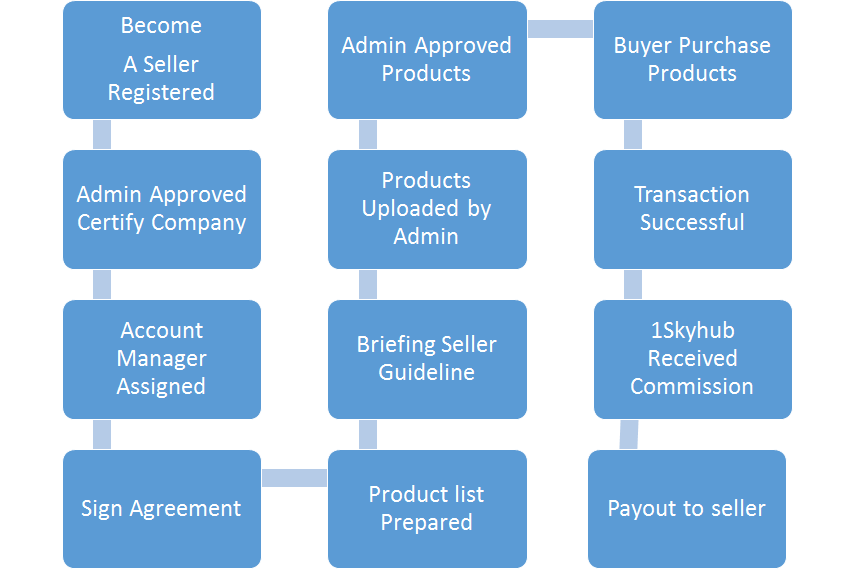 Become
A Seller
Registered
Admin Approved
Certify Company
Account
Manager
Assigned
Sign Agreement
Product list
Prepared
Briefing Seller
Guideline
Products
Uploaded by
Admin
Admin Approved
Products
Buyer Purchase
Products
Transaction
Successful
1Skyhub
Received
Commission
Payout to seller